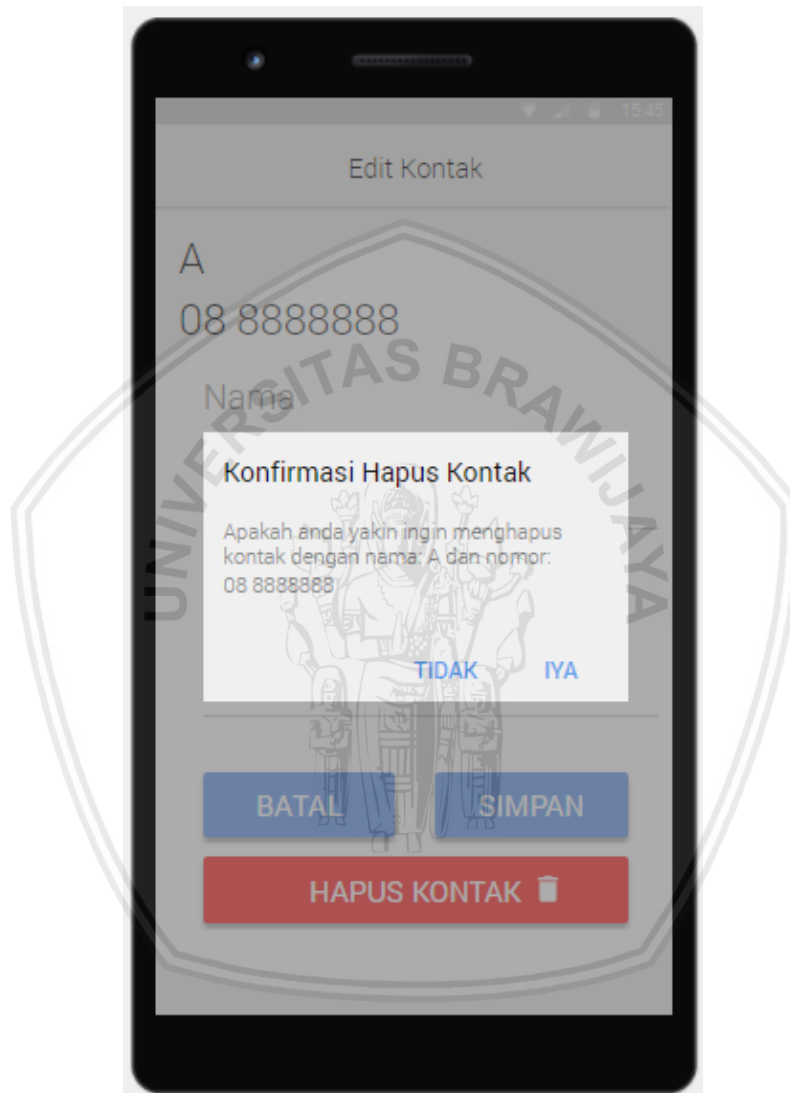 15:45
Edit Kontak
A
08 8888888
UNIVERSITAS BRAWIJAYA
Nama
Konfirmasi Hapus Kontak
Apakah anda yakin ingin menghapus
kontak dengan nama: A dan nomor:
08 8888888
TIDAK IYA
BATAL SIMPAN
HAPUS KONTAK